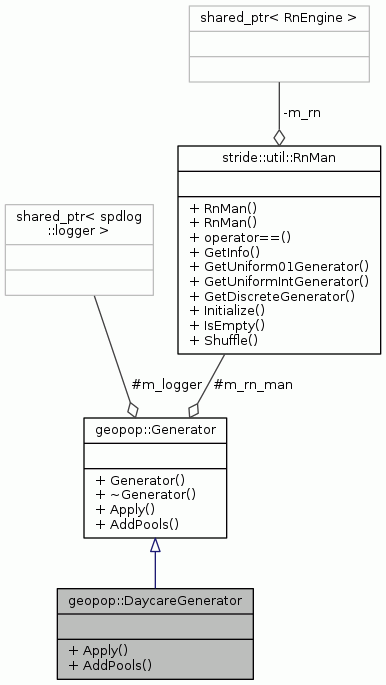 shared_ptr< RnEngine >
-m_rn
stride::util::RnMan
+ RnMan()
+ RnMan()
+ operator==()
+ GetInfo()
+ GetUniform01Generator()
+ GetUniformIntGenerator()
+ GetDiscreteGenerator()
+ Initialize()
+ IsEmpty()
+ Shuffle()
shared_ptr< spdlog
::logger >
#m_logger
#m_rn_man
geopop::Generator
+ Generator()
+ ~Generator()
+ Apply()
+ AddPools()
geopop::DaycareGenerator
+ Apply()
+ AddPools()